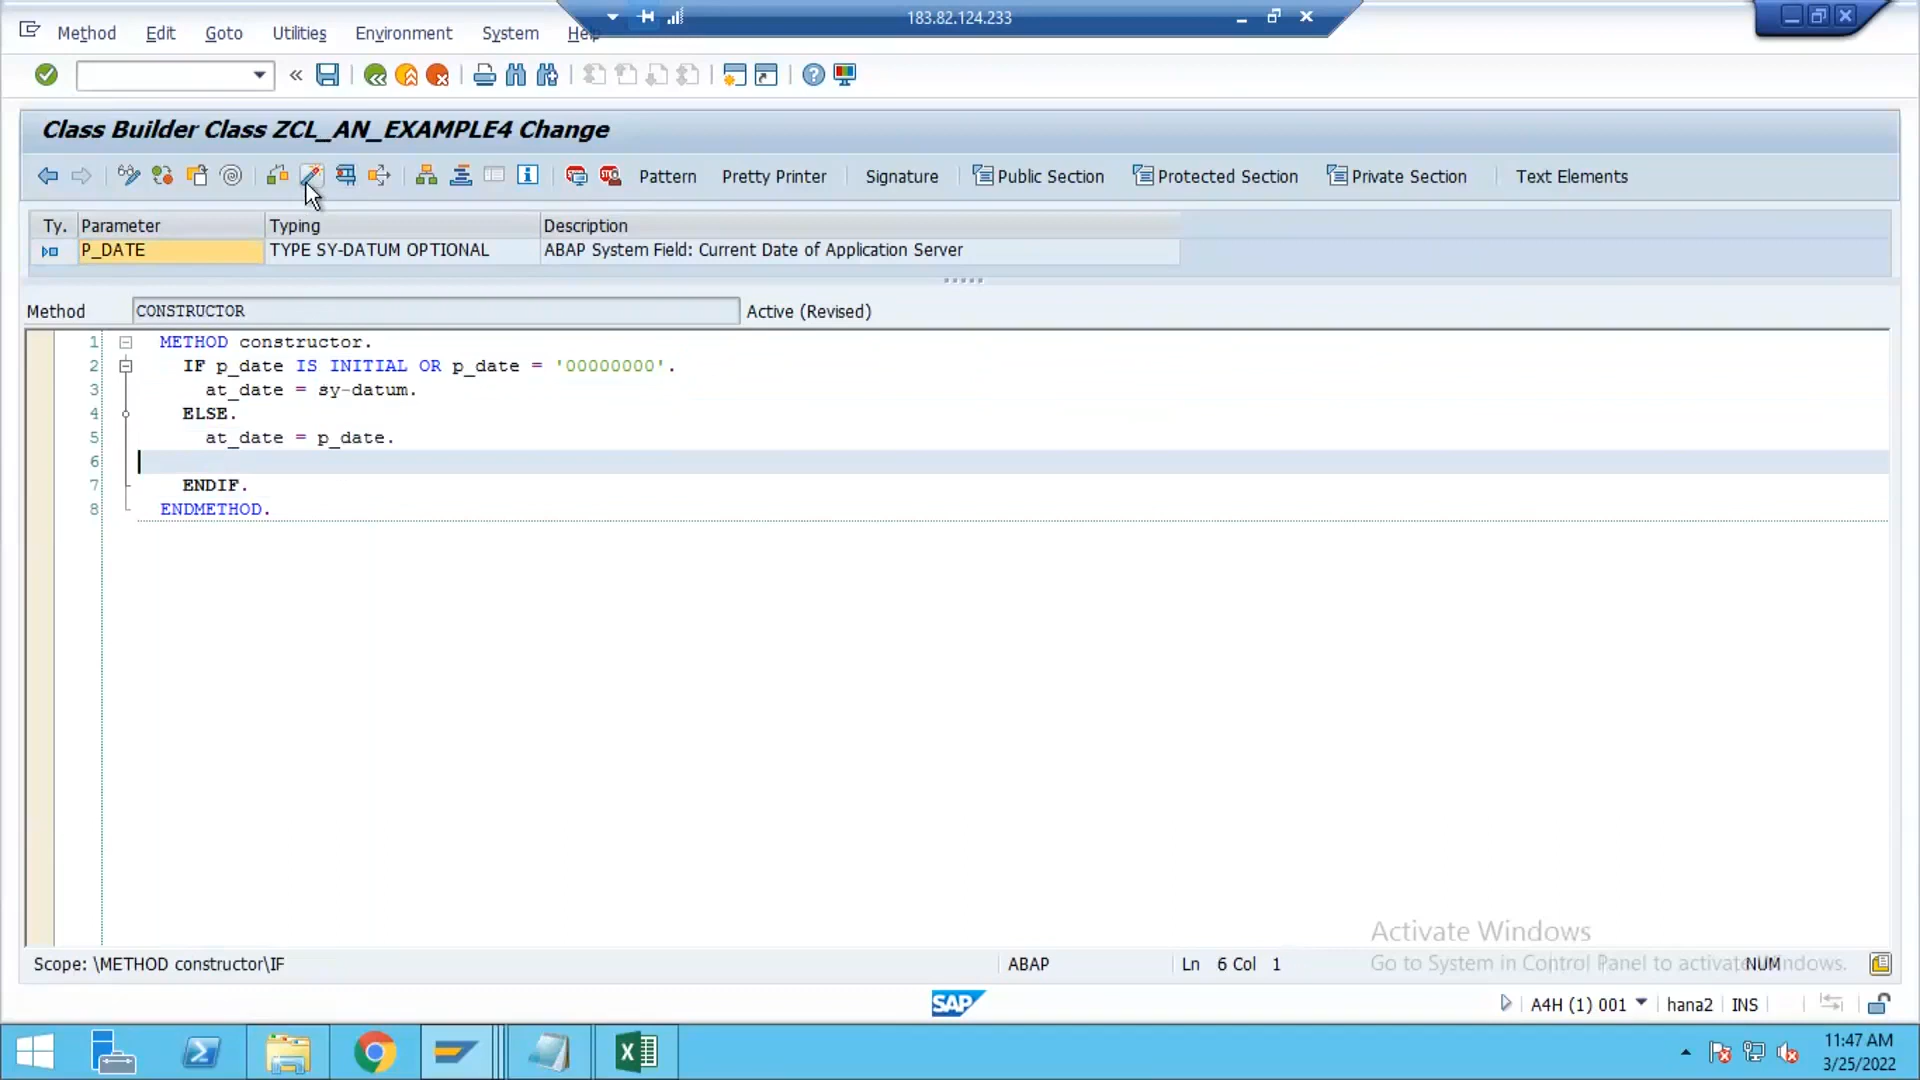 183.82.124.233
Method Edit Goto Utilities Environment System Help
Class Builder Class ZCL_AN_EXAMPLE4 Change
Pattern Pretty Printer Signature Public Section Protected Section Private Section Text Elements
Ty. Parameter Typing Description
P_DATE TYPE SY-DATUM OPTIONAL ABAP System Field: Current Date of Application Server
Method CONSTRUCTOR Active (Revised)
1 METHOD constructor.
2 IF p_date IS INITIAL OR p_date = '00000000'.
3 at_date = sy-datum.
4 ELSE.
5 at_date = p_date.
6
7 ENDIF.
8 ENDMETHOD.
Activate Windows
Go to System in Control Panel to activate Windows.
Scope: \METHOD constructor\IF ABAP Ln 6 Col 1 NUM
SAP A4H (1) 001 hana2 INS
11:47 AM
3/25/2022